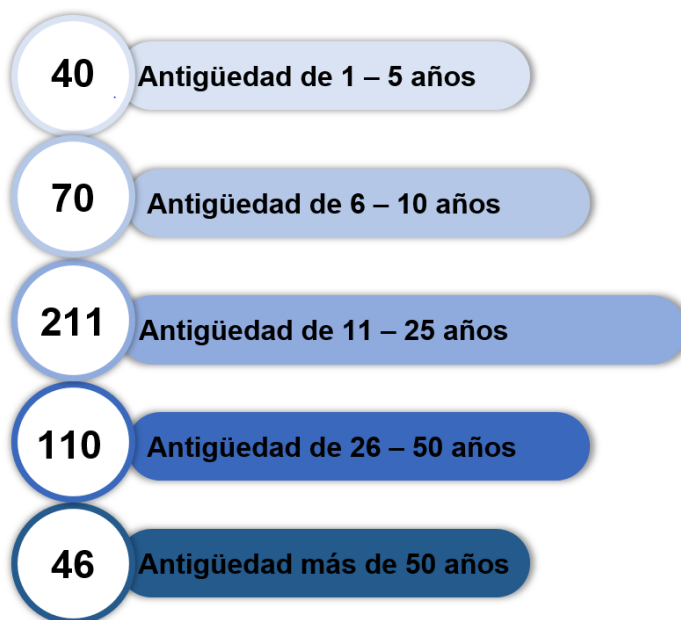 40
Antigüedad de 1 – 5 años
70
Antigüedad de 6 – 10 años
211
Antigüedad de 11 – 25 años
110
Antigüedad de 26 – 50 años
46
Antigüedad más de 50 años